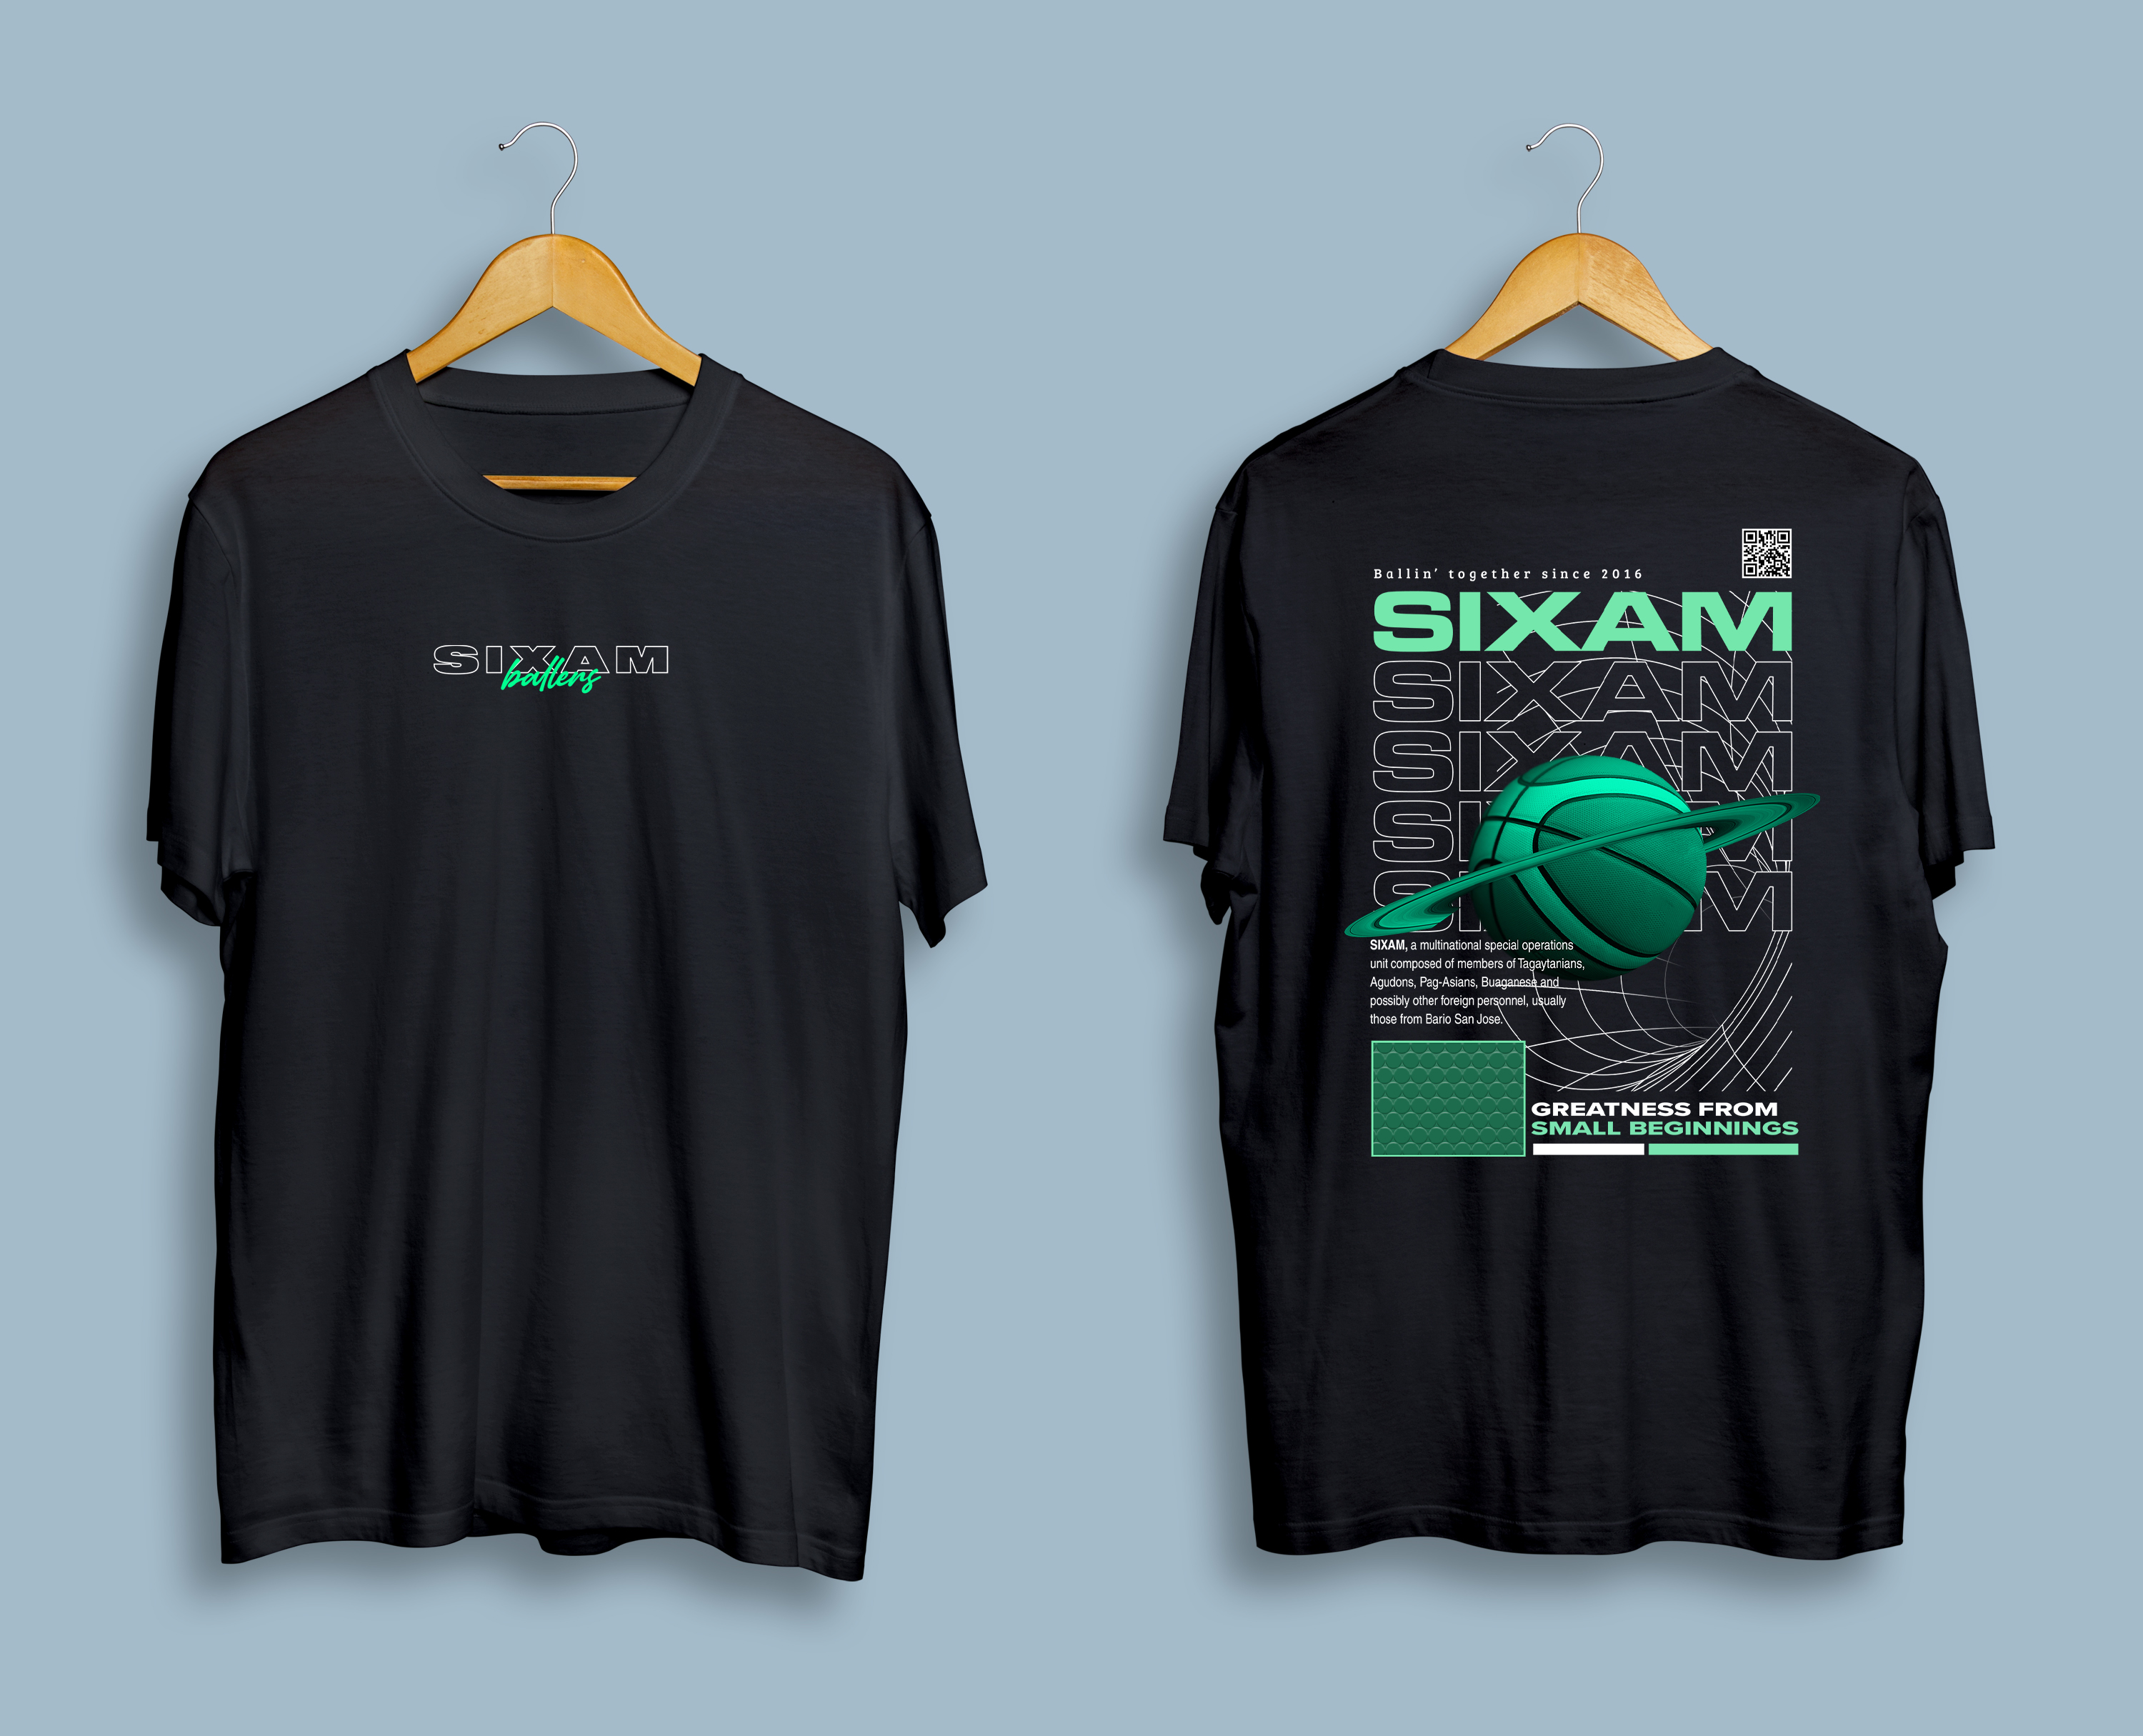 SIXAM
ballers
Ballin' together since 2016
SIXAM
SIXAM
SIXAM
SIXAM
SIXAM
SIXAM, a multinational special operations
unit composed of members of Tagaytanians,
Agudons, Pag-Asians, Buaganese and
possibly other foreign personnel, usually
those from Bario San Jose.
GREATNESS FROM
SMALL BEGINNINGS